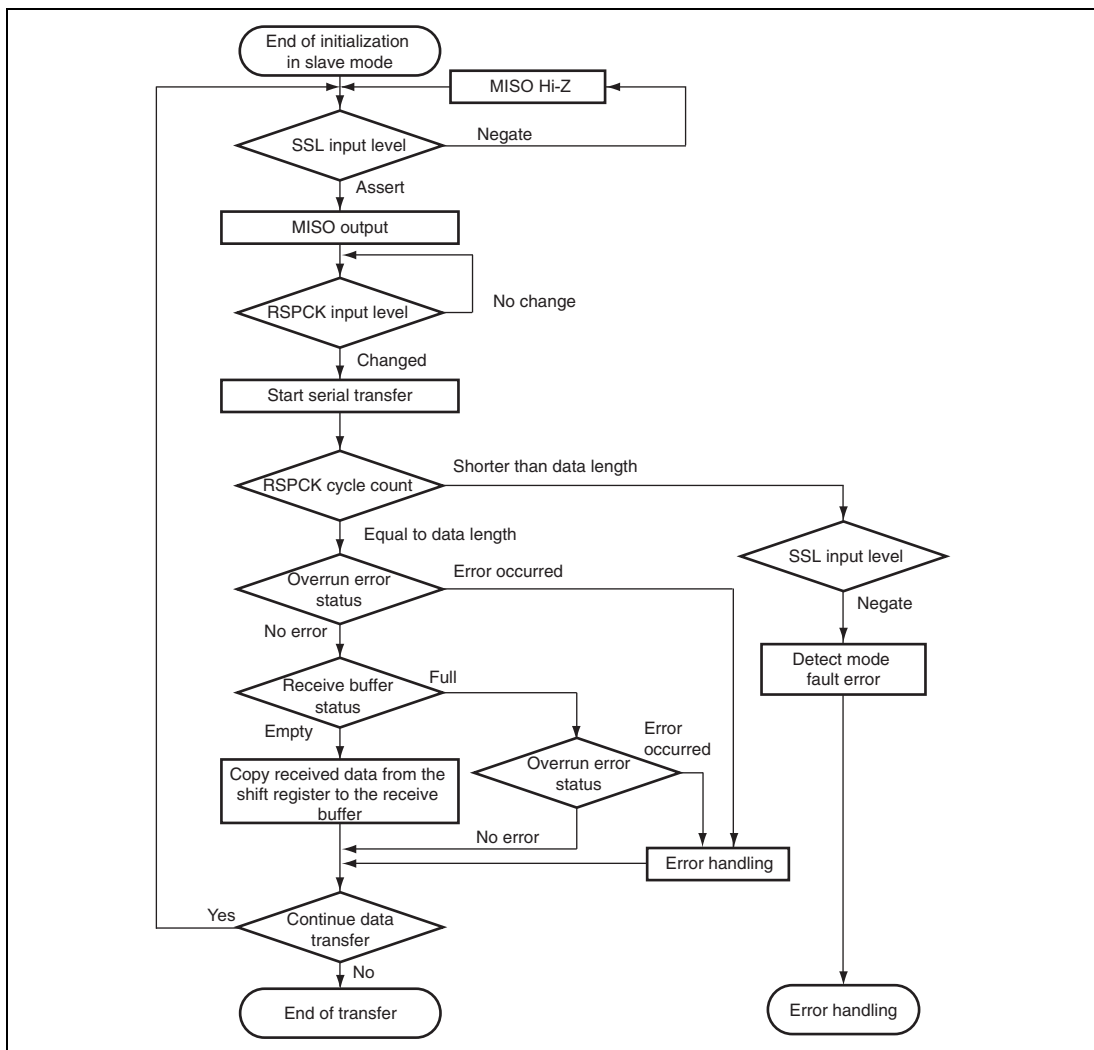 End of initialization
in slave mode
MISO Hi-Z
SSL input level
Negate
Assert
MISO output
RSPCK input level
No change
Changed
Start serial transfer
RSPCK cycle count
Shorter than data length
Equal to data length
SSL input level
Negate
Overrun error
status
Error occurred
No error
Detect mode
fault error
Receive buffer
status
Full
Empty
Error
occurred
Overrun error
status
Copy received data from the
shift register to the receive
buffer
No error
Error handling
Yes
Continue data
transfer
No
End of transfer
Error handling